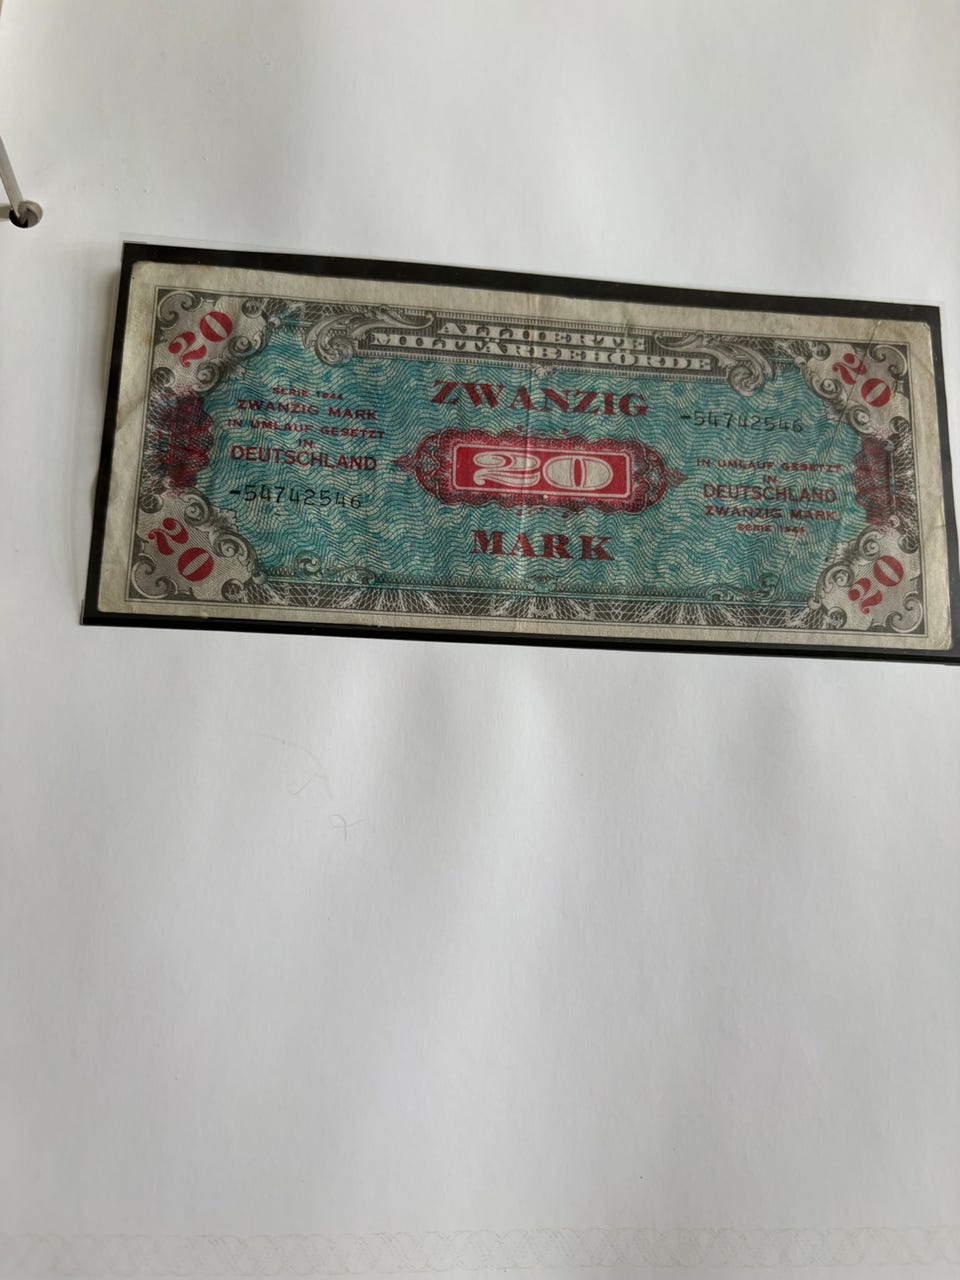 ALLIIERTE
MILITÄRBEHÖRDE
20
20
ZWANZIG
SERIE 1944
ZWANZIG MARK
IN UMLAUF GESETZT
IN
DEUTSCHLAND
-54742546
20
MARK
-54742546
IN UMLAUF GESETZT
IN
DEUTSCHLAND
ZWANZIG MARK
SERIE 1944
20
20